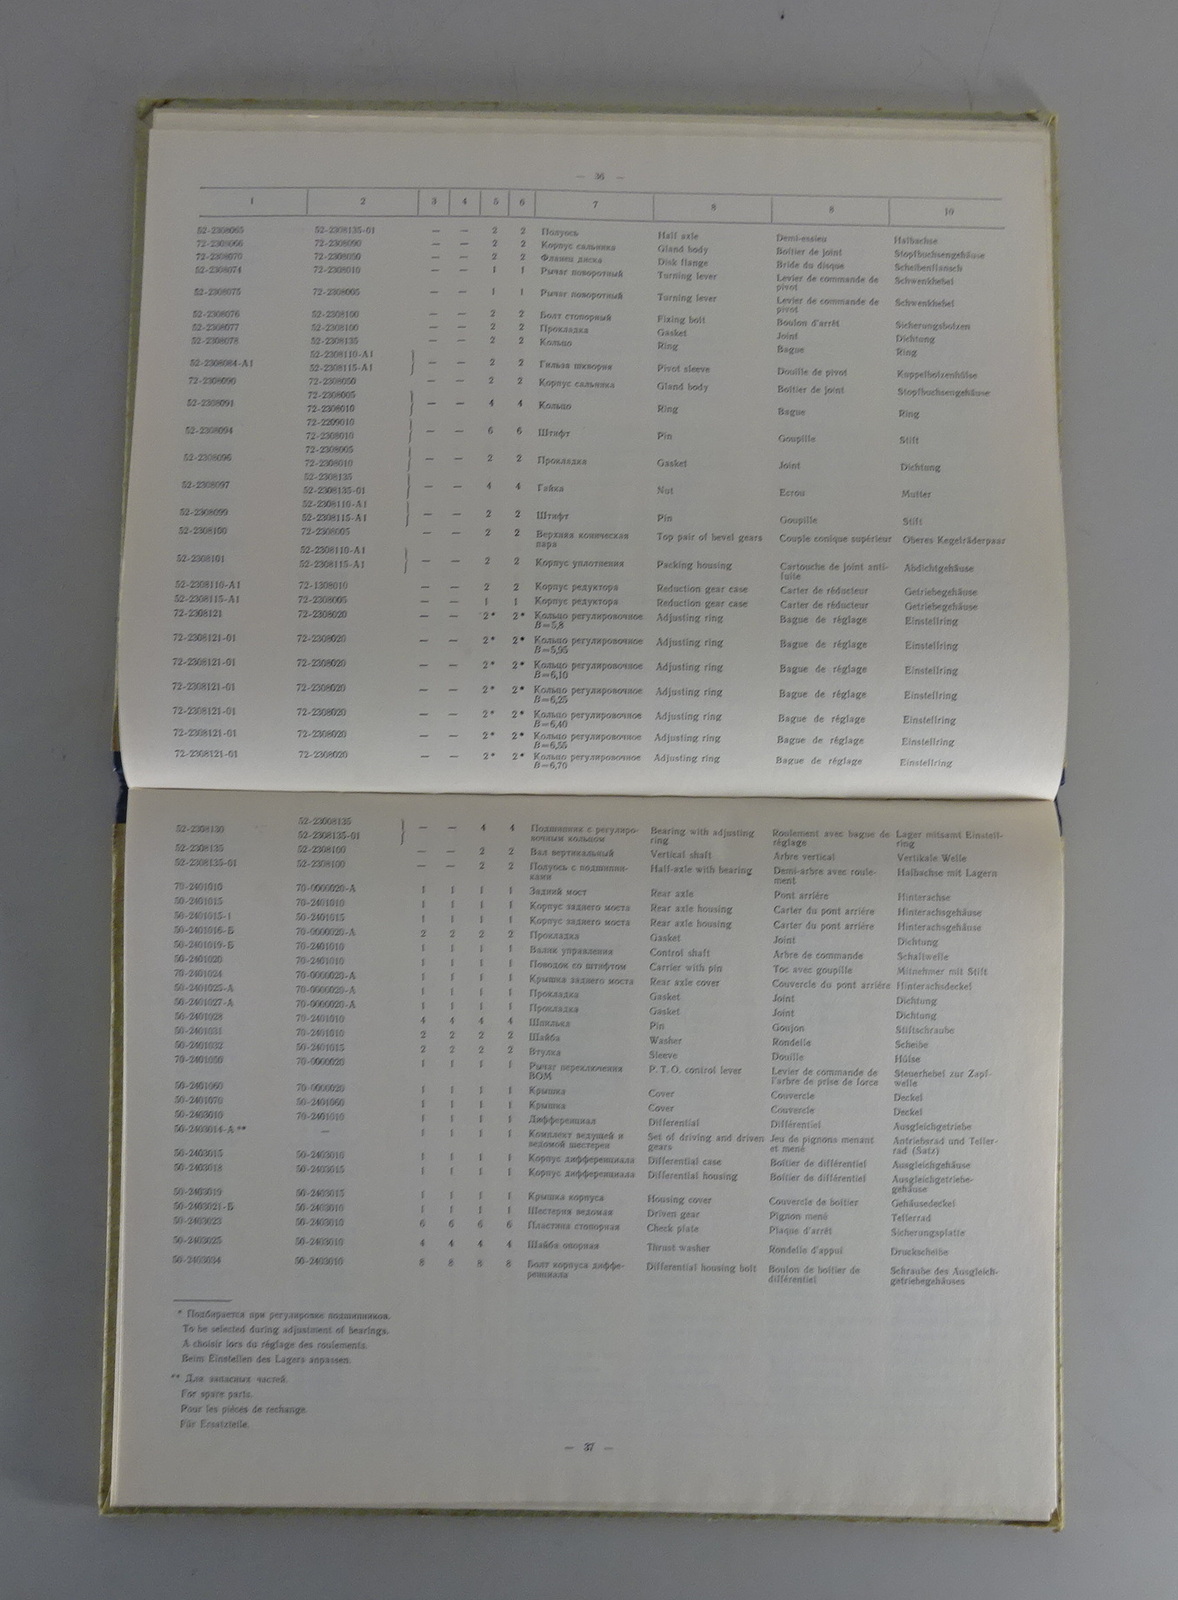 — 36 —
1 2 3 4 5 6 7 8 8 10
52-2308065 52-2308135-01 — — 2 2 Полуось Half axle Demi-essieu Halbachse
72-2308066 72-2308090 — — 2 2 Корпус сальника Gland body Boîtier de joint Stopfbuchsengehäuse
72-2308070 72-2308050 — — 2 2 Фланец диска Disk flange Bride du disque Scheibenflansch
52-2308074 72-2308010 — — 1 1 Рычаг поворотный Turning lever Levier de commande de Schwenkhebel
pivot
52-2308075 72-2308005 — — 1 1 Рычаг поворотный Turning lever Levier de commande de Schwenkhebel
pivot
52-2308076 52-2308100 — — 2 2 Болт стопорный Fixing bolt Boulon d'arrêt Sicherungsbolzen
52-2308077 52-2308100 — — 2 2 Прокладка Gasket Joint Dichtung
52-2308078 52-2308135 — — 2 2 Кольцо Ring Bague Ring
52-2308110-А1
52-2308084-А1 52-2308115-А1 — — 2 2 Гильза шкворня Pivot sleeve Douille de pivot Koppelbolzenhülse
72-2308090 72-2308050 — — 2 2 Корпус сальника Gland body Boîtier de joint Stopfbuchsengehäuse
72-2308005
52-2308091 72-2308010 — — 4 4 Кольцо Ring Bague Ring
72-2209010
52-2308094 72-2308010 — — 6 6 Штифт Pin Goupille Stift
72-2308005
52-2308096 72-2308010 — — 2 2 Прокладка Gasket Joint Dichtung
52-2308135
52-2308097 52-2308135-01 — — 4 4 Гайка Nut Ecrou Mutter
52-2308110-А1
52-2308099 52-2308115-А1 — — 2 2 Штифт Pin Goupille Stift
52-2308100 72-2308005 — — 2 2 Верхняя коническая Top pair of bevel gears Couple conique supérieur Oberes Kegelräderpaar
пара
52-2308110-А1
52-2308101 52-2308115-А1 — — 2 2 Корпус уплотнения Packing housing Cartouche de joint anti- Abdichtgehäuse
fuite
52-2308110-А1 72-1308010 — — 2 2 Корпус редуктора Reduction gear case Carter de réducteur Getriebegehäuse
52-2308115-А1 72-2308005 — — 1 1 Корпус редуктора Reduction gear case Carter de réducteur Getriebegehäuse
72-2308121 72-2308020 — — 2* 2* Кольцо регулировочное Adjusting ring Bague de réglage Einstellring
B=5,8
72-2308121-01 72-2308020 — — 2* 2* Кольцо регулировочное Adjusting ring Bague de réglage Einstellring
B=5,95
72-2308121-01 72-2308020 — — 2* 2* Кольцо регулировочное Adjusting ring Bague de réglage Einstellring
B=6,10
72-2308121-01 72-2308020 — — 2* 2* Кольцо регулировочное Adjusting ring Bague de réglage Einstellring
B=6,25
72-2308121-01 72-2308020 — — 2* 2* Кольцо регулировочное Adjusting ring Bague de réglage Einstellring
B=6,40
72-2308121-01 72-2308020 — — 2* 2* Кольцо регулировочное Adjusting ring Bague de réglage Einstellring
B=6,55
72-2308121-01 72-2308020 — — 2* 2* Кольцо регулировочное Adjusting ring Bague de réglage Einstellring
B=6,70
52-23008135
52-2308130 52-2308135-01 — — 4 4 Подшипник с регулиро- Bearing with adjusting Roulement avec bague de Lager mitsamt Einstell-
вочным кольцом ring réglage ring
52-2308135 52-2308100 — — 2 2 Вал вертикальный Vertical shaft Arbre vertical Vertikale Welle
52-2308135-01 52-2308100 — — 2 2 Полуось с подшипни- Half-axle with bearing Demi-arbre avec roule- Halbachse mit Lagern
ками ment
70-2401010 70-0000020-А 1 1 1 1 Задний мост Rear axle Pont arrière Hinterachse
50-2401015 70-2401010 1 1 1 1 Корпус заднего моста Rear axle housing Carter du pont arrière Hinterachsgehäuse
50-2401015-1 50-2401015 1 1 1 1 Корпус заднего моста Rear axle housing Carter du pont arrière Hinterachsgehäuse
50-2401016-Б 70-0000020-А 2 2 2 2 Прокладка Gasket Joint Dichtung
50-2401019-Б 70-2401010 1 1 1 1 Валик управления Control shaft Arbre de commande Schaltwelle
50-2401020 70-2401010 1 1 1 1 Поводок со штифтом Carrier with pin Toc avec goupille Mitnehmer mit Stift
70-2401024 70-0000020-А 1 1 1 1 Крышка заднего моста Rear axle cover Couvercle du pont arrière Hinterachsdeckel
50-2401025-А 70-0000020-А 1 1 1 1 Прокладка Gasket Joint Dichtung
50-2401027-А 70-0000020-А 1 1 1 1 Прокладка Gasket Joint Dichtung
50-2401028 70-2401010 4 4 4 4 Шпилька Pin Goujon Stiftschraube
50-2401031 70-2401010 2 2 2 2 Шайба Washer Rondelle Scheibe
50-2401032 50-2401015 2 2 2 2 Втулка Sleeve Douille Hülse
70-2401050 70-0000020 1 1 1 1 Рычаг переключения P.T.O. control lever Levier de commande de Steuerhebel zur Zapf-
ВОМ l'arbre de prise de force welle
50-2401060 70-0000020 1 1 1 1 Крышка Cover Couvercle Deckel
50-2401070 50-2401060 1 1 1 1 Крышка Cover Couvercle Deckel
50-2403010 70-2401010 1 1 1 1 Дифференциал Differential Différentiel Ausgleichgetriebe
50-2403014-А** — 1 1 1 1 Комплект ведущей и Set of driving and driven Jeu de pignons menant Antriebsrad und Teller-
ведомой шестерен gears et mené rad (Satz)
50-2403015 50-2403010 1 1 1 1 Корпус дифференциала Differential case Boîtier de différentiel Ausgleichgehäuse
50-2403018 50-2403015 1 1 1 1 Корпус дифференциала Differential housing Boîtier de différentiel Ausgleichgetriebe-
gehäuse
50-2403019 50-2403015 1 1 1 1 Крышка корпуса Housing cover Couvercle de boîtier Gehäusedeckel
50-2403021-Б 50-2403010 1 1 1 1 Шестерня ведомая Driven gear Pignon mené Tellerrad
50-2403023 50-2403010 6 6 6 6 Пластина стопорная Check plate Plaque d'arrêt Sicherungsplatte
50-2403025 50-2403010 4 4 4 4 Шайба опорная Thrust washer Rondelle d'appui Druckscheibe
50-2403034 50-2403010 8 8 8 8 Болт корпуса диффе- Differential housing bolt Boulon de boîtier de Schraube des Ausgleich-
ренциала différentiel getriebegehäuses
* Подбирается при регулировке подшипников.
To be selected during adjustment of bearings.
A choisir lors du réglage des roulements.
Beim Einstellen des Lagers anpassen.
** Для запасных частей.
For spare parts.
Pour les pièces de rechange.
Für Ersatzteile.
— 37 —